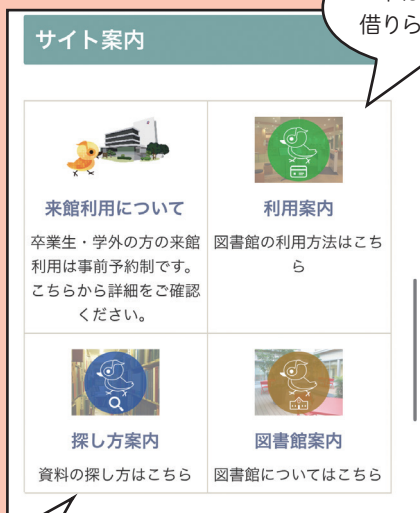 借りら
サイト案内
来館利用について
卒業生・学外の方の来館
利用は事前予約制です。
こちらから詳細をご確認
ください。
利用案内
図書館の利用方法はこち
ら
探し方案内
資料の探し方はこちら
図書館案内
図書館についてはこちら